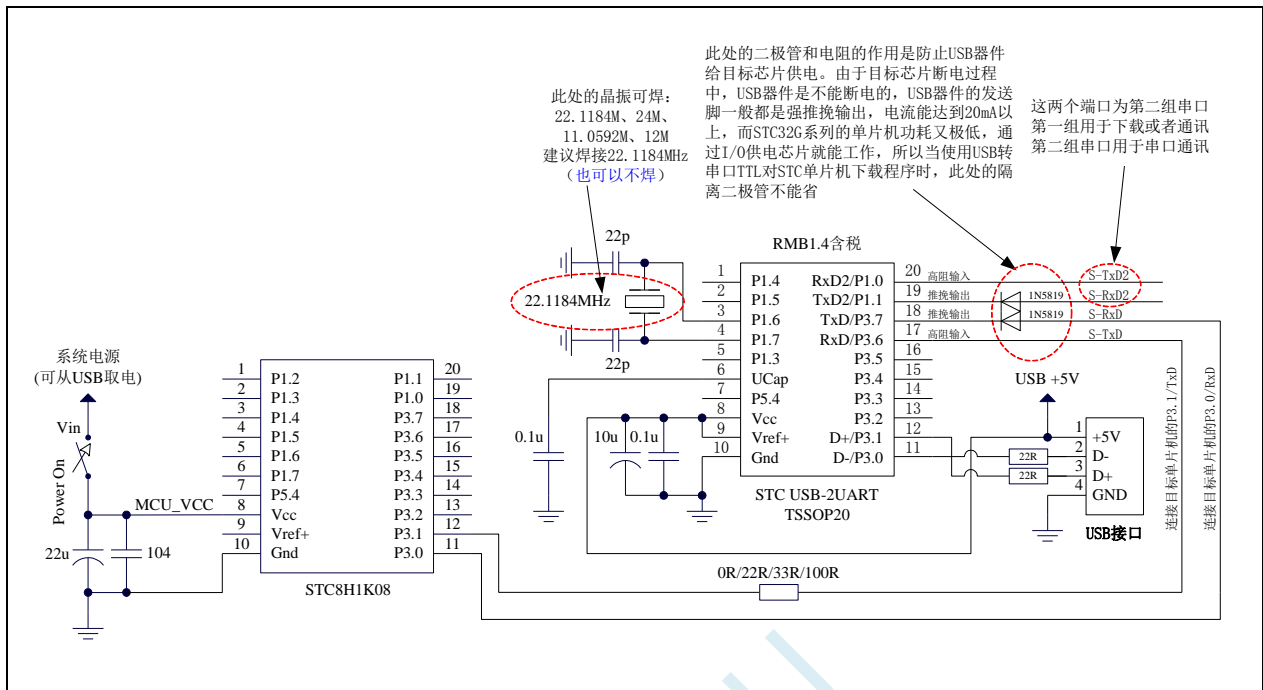 此处的二极管和电阻的作用是防止USB器件
给目标芯片供电。由于目标芯片断电过程
中，USB器件是不能断电的，USB器件的发送
脚一般都是强推挽输出，电流能达到20mA以
上，而STC32G系列的单片机功耗又极低，通
过I/O供电芯片就能工作，所以当使用USB转
串口TTL对STC单片机下载程序时，此处的隔
离二极管不能省
这两个端口为第二组串口
第一组用于下载或者通讯
第二组串口用于串口通讯
此处的晶振可焊：
22.1184M、24M、
11.0592M、12M
建议焊接22.1184MHz
（也可以不焊）
22p
22.1184MHz
22p
RMB1.4含税
1 P1.4 RxD2/P1.0 20 高阻输入 S-TxD2
2 P1.5 TxD2/P1.1 19 推挽输出 1N5819 S-RxD2
3 P1.6 TxD/P3.7 18 推挽输出 1N5819 S-RxD
4 P1.7 RxD/P3.6 17 高阻输入 S-TxD
5 P1.3 P3.5 16
6 UCap P3.4 15
7 P5.4 P3.3 14
8 Vcc P3.2 13
9 Vref+ D+/P3.1 12
10 Gnd D-/P3.0 11
STC USB-2UART
TSSOP20
0.1u
10u
0.1u
USB +5V
1 +5V
2 D-
3 D+
4 GND
22R
22R
USB接口
连接目标单片机的P3.1/TxD
连接目标单片机的P3.0/RxD
系统电源
(可从USB取电)
Vin
Power On
MCU_VCC
22u
104
1 P1.2 P1.1 20
2 P1.3 P1.0 19
3 P1.4 P3.7 18
4 P1.5 P3.6 17
5 P1.6 P3.5 16
6 P1.7 P3.4 15
7 P5.4 P3.3 14
8 Vcc P3.2 13
9 Vref+ P3.1 12
10 Gnd P3.0 11
STC8H1K08
0R/22R/33R/100R